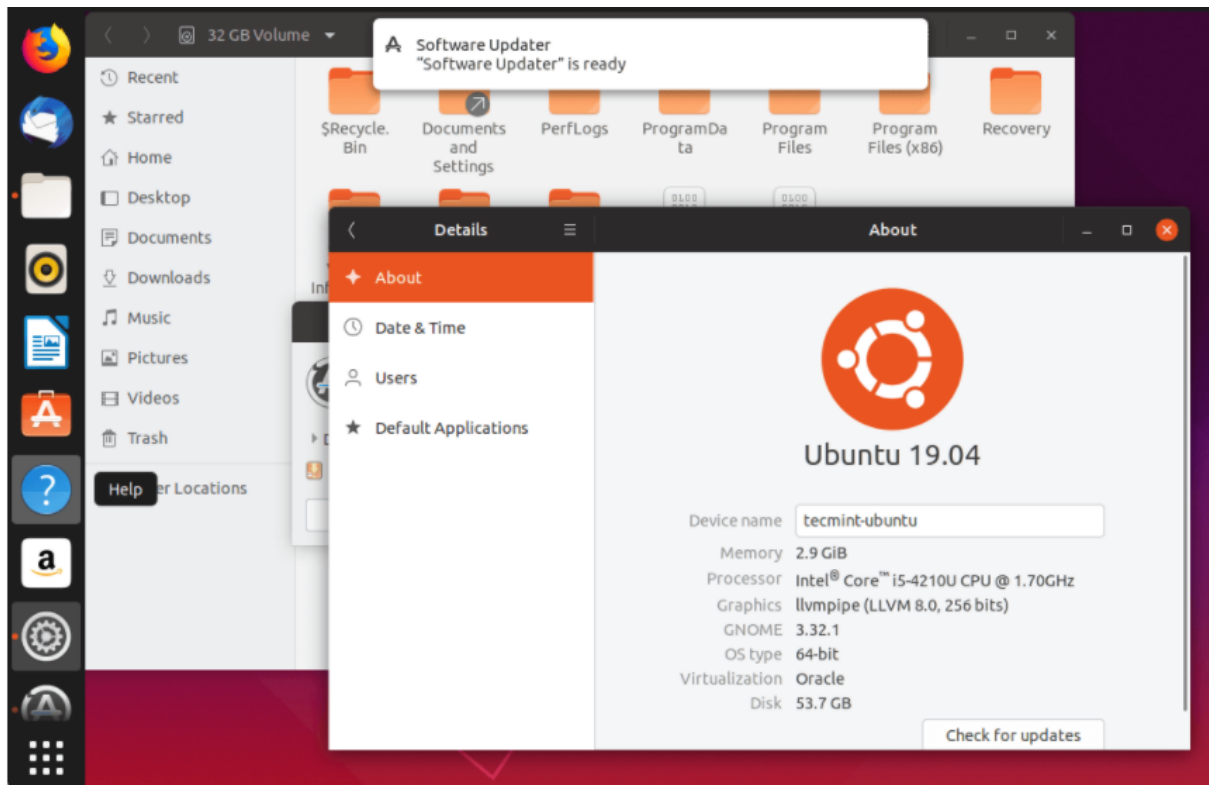 32 GB Volume
Software Updater
"Software Updater" is ready
Recent
Starred
Home
Desktop
Documents
Downloads
Music
Pictures
Videos
Trash
er Locations
Help
$Recycle.
Bin
Documents
and
Settings
PerfLogs
ProgramDa
ta
Program
Files
Program
Files (x86)
Recovery
Inf
Details
About
About
Date & Time
Users
Default Applications
Ubuntu 19.04
Device name tecmint-ubuntu
Memory 2.9 GiB
Processor Intel® Core™ i5-4210U CPU @ 1.70GHz
Graphics llvmpipe (LLVM 8.0, 256 bits)
GNOME 3.32.1
OS type 64-bit
Virtualization Oracle
Disk 53.7 GB
Check for updates